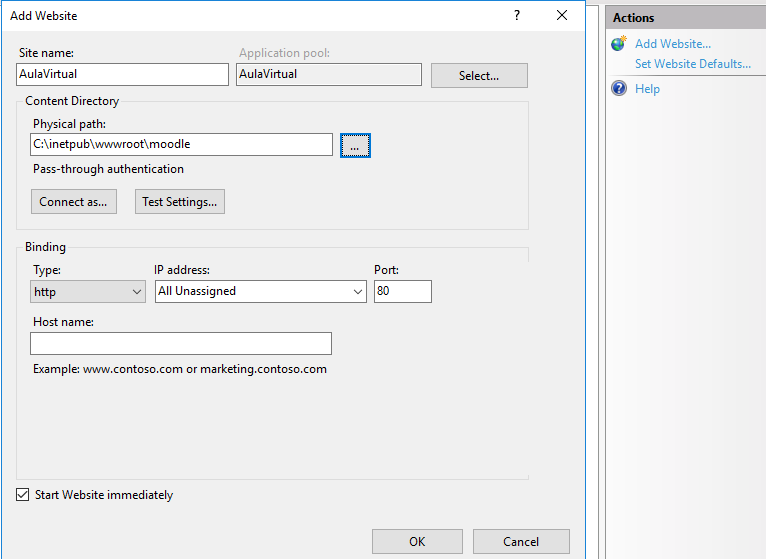 Add Website
?
Site name:
Application pool:
AulaVirtual
AulaVirtual
Select...
Content Directory
Physical path:
C:\inetpub\wwwroot\moodle
...
Pass-through authentication
Connect as...
Test Settings...
Binding
Type:
IP address:
Port:
http
All Unassigned
80
Host name:
Example: www.contoso.com or marketing.contoso.com
Start Website immediately
OK
Cancel
Actions
Add Website...
Set Website Defaults...
? Help